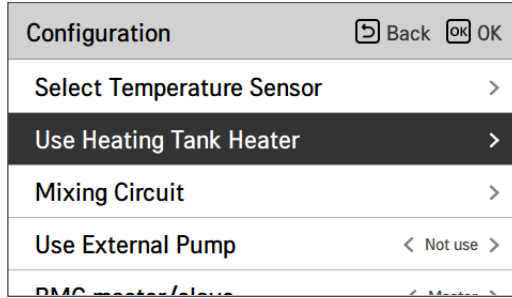 Configuration Back OK OK
Select Temperature Sensor >
Use Heating Tank Heater >
Mixing Circuit >
Use External Pump < Not use >